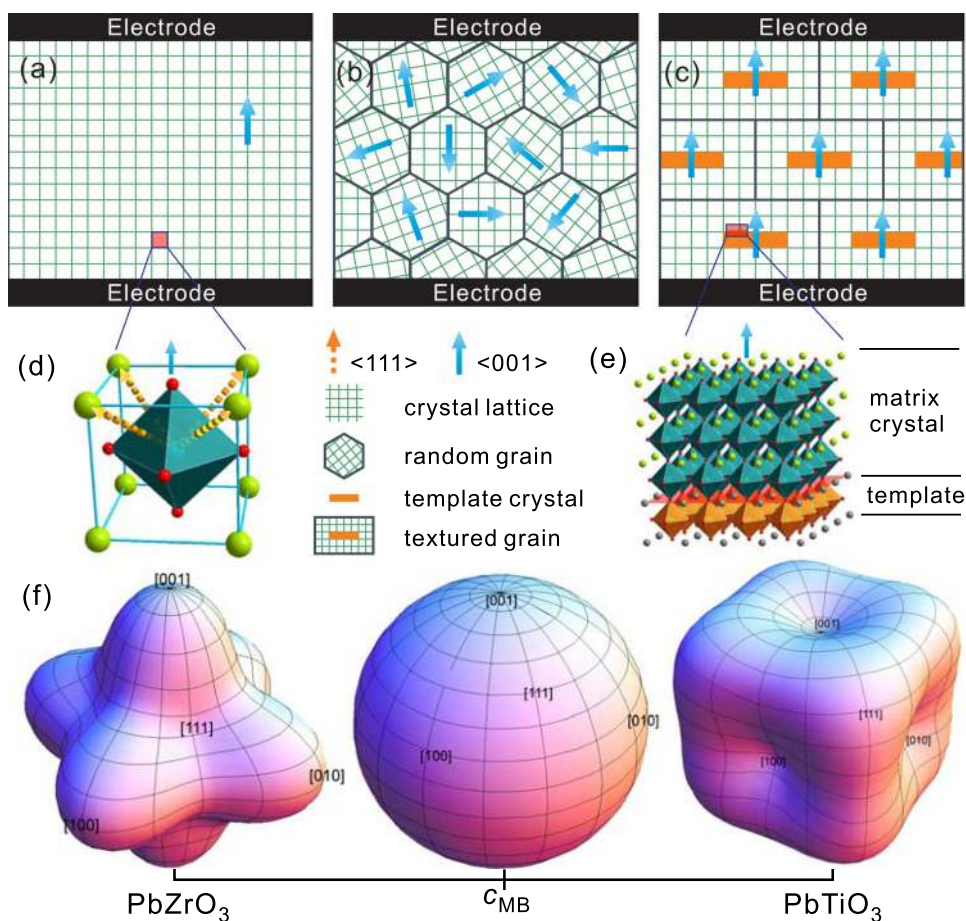 Electrode
Electrode
Electrode
(a)
(b)
(c)
Electrode
Electrode
Electrode
(d)
<111>
<001>
crystal lattice
random grain
template crystal
textured grain
(e)
matrix
crystal
template
(f)
[001]
[111]
[010]
[100]
[001]
[111]
[010]
[100]
[001]
[111]
[010]
[100]
PbZrO3
cMB
PbTiO3